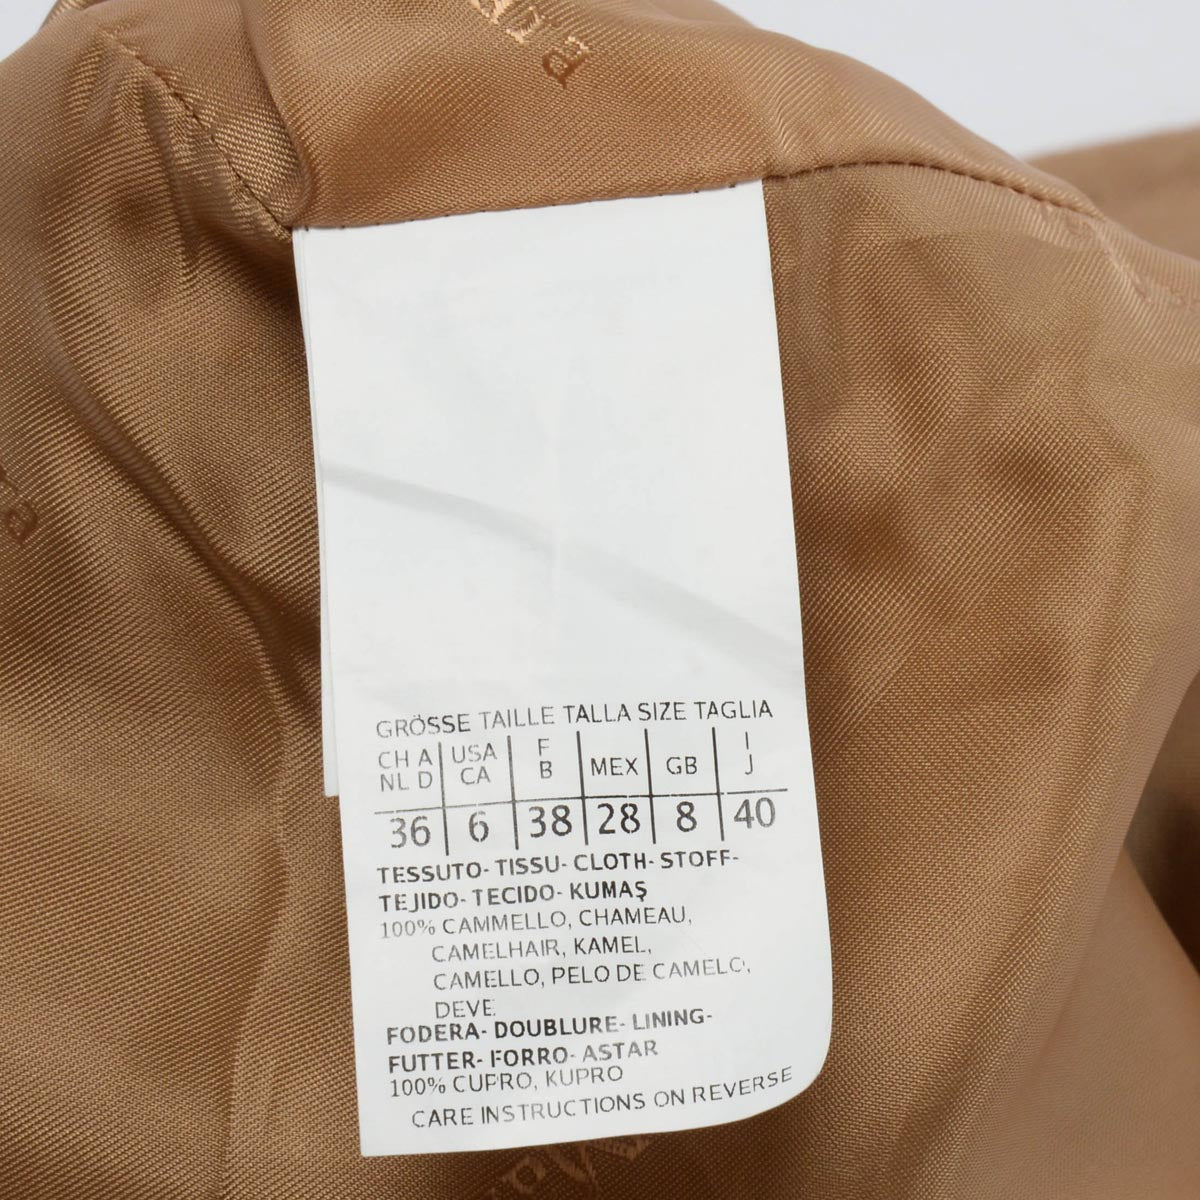 GRÖSSE TAILLE TALLA SIZE TAGLIA
CH A USA F MEX GB I
NL D CA B J
36 6 38 28 8 40
TESSUTO- TISSU- CLOTH- STOFF-
TEJIDO- TECIDO- KUMAŞ
100% CAMMELLO, CHAMEAU,
CAMELHAIR, KAMEL,
CAMELLO, PELO DE CAMELO,
DEVE
FODERA- DOUBLURE- LINING-
FUTTER- FORRO- ASTAR
100% CUPRO, KUPRO
CARE INSTRUCTIONS ON REVERSE